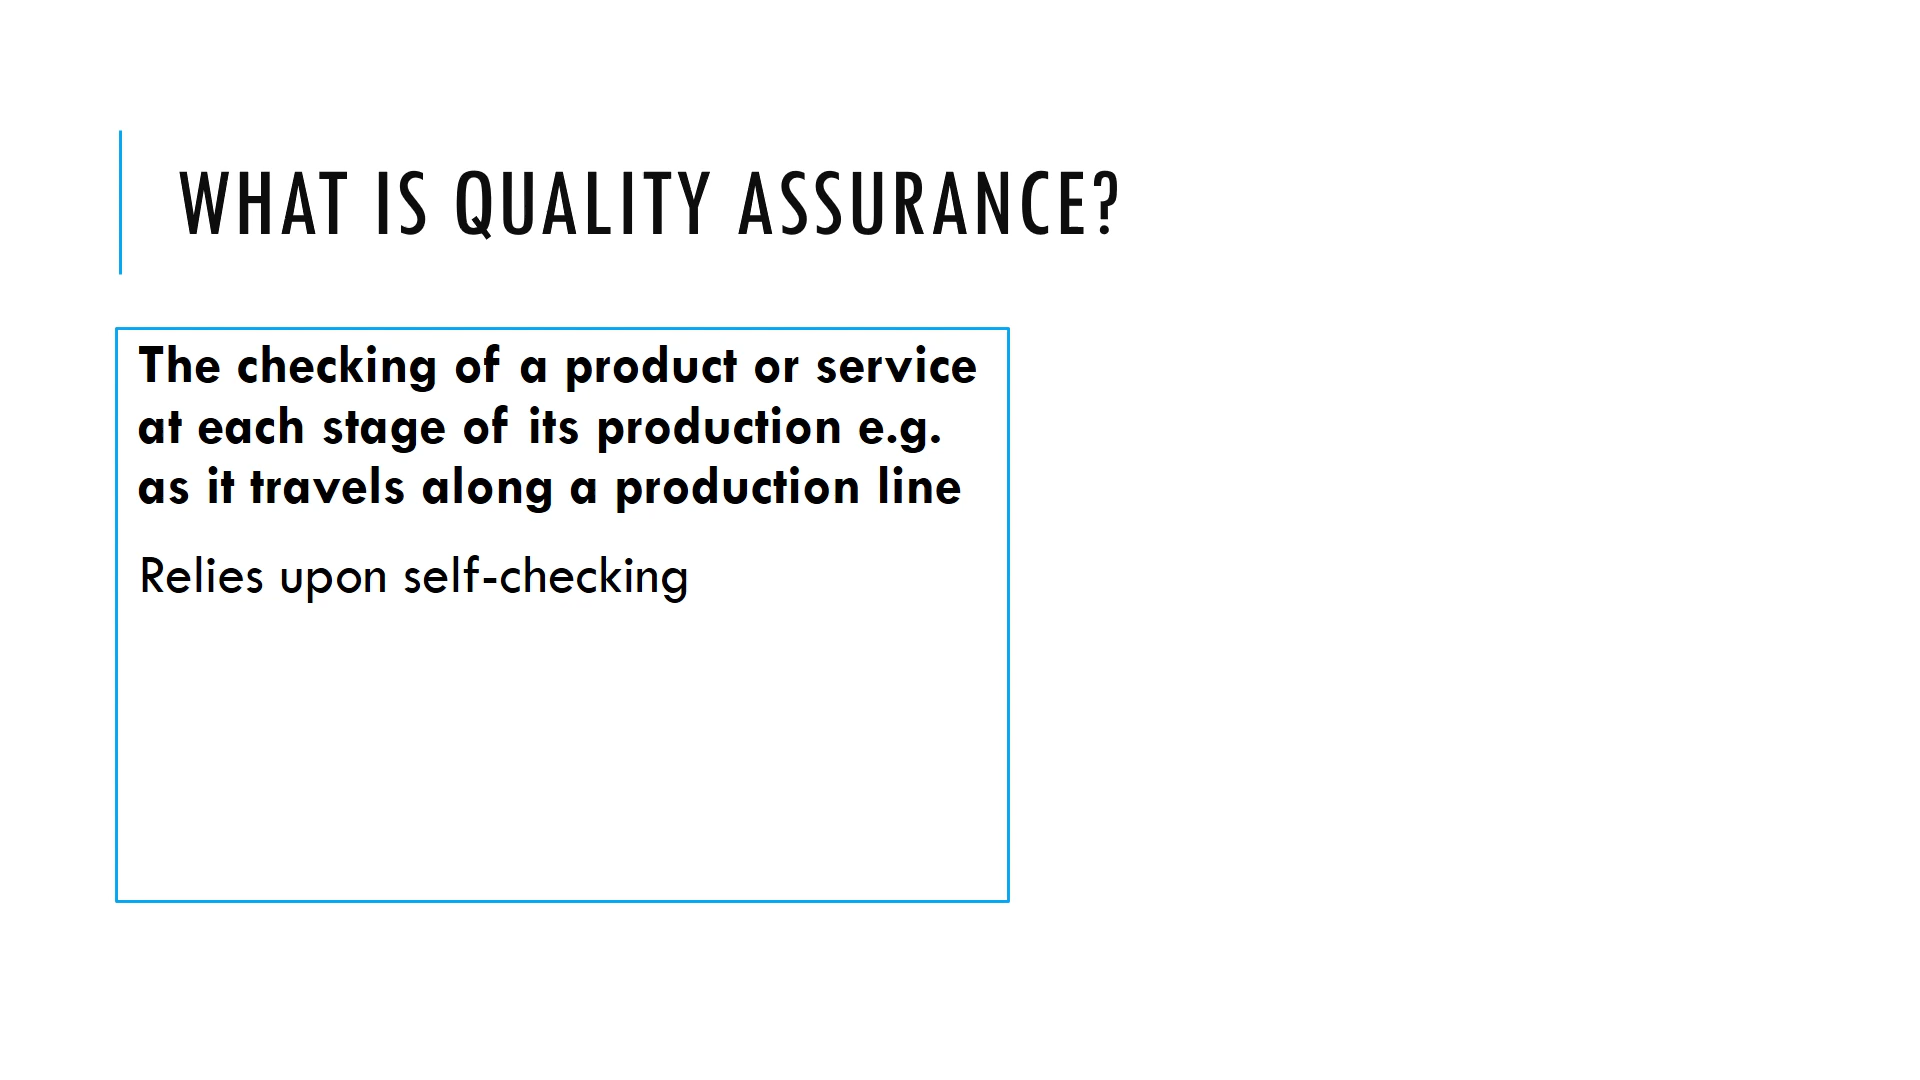 WHAT IS QUALITY ASSURANCE?
The checking of a product or service
at each stage of its production e.g.
as it travels along a production line
Relies upon self-checking